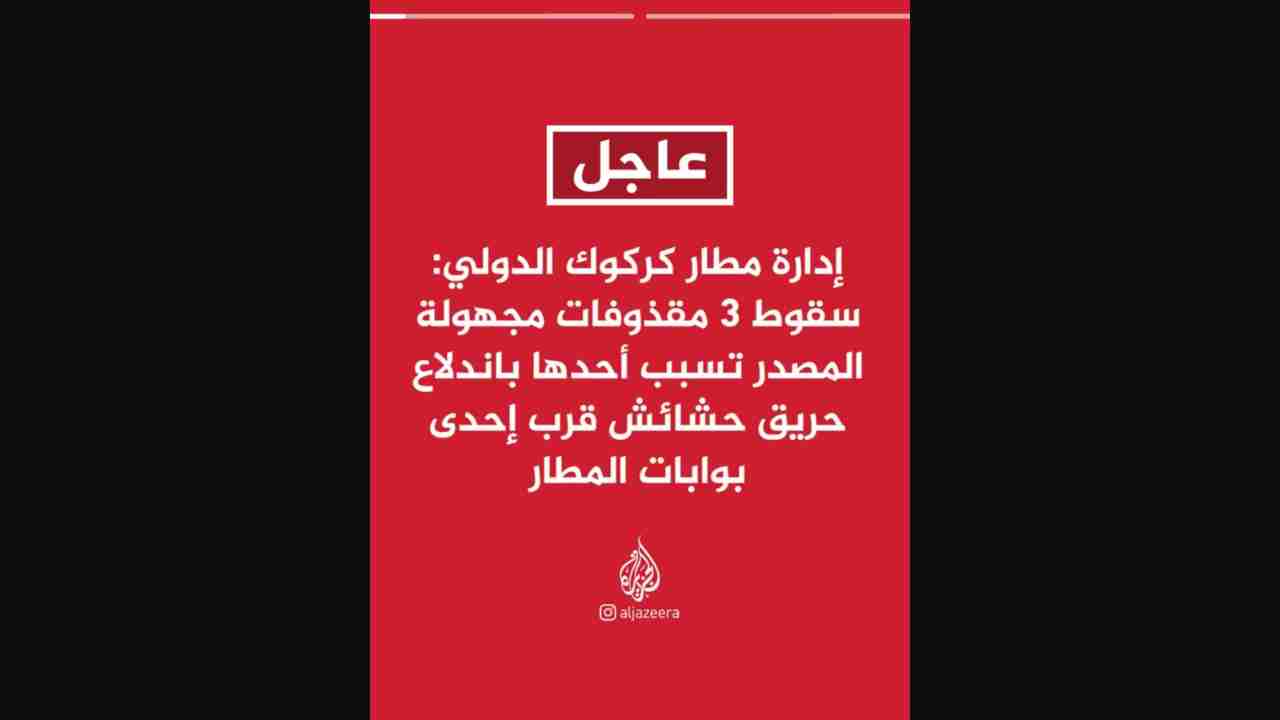 عاجل
إدارة مطار كركوك الدولي:
سقوط 3 مقذوفات مجهولة
المصدر تسبب أحدها باندلاع
حريق حشائش قرب إحدى
بوابات المطار
الجزيرة
aljazeera